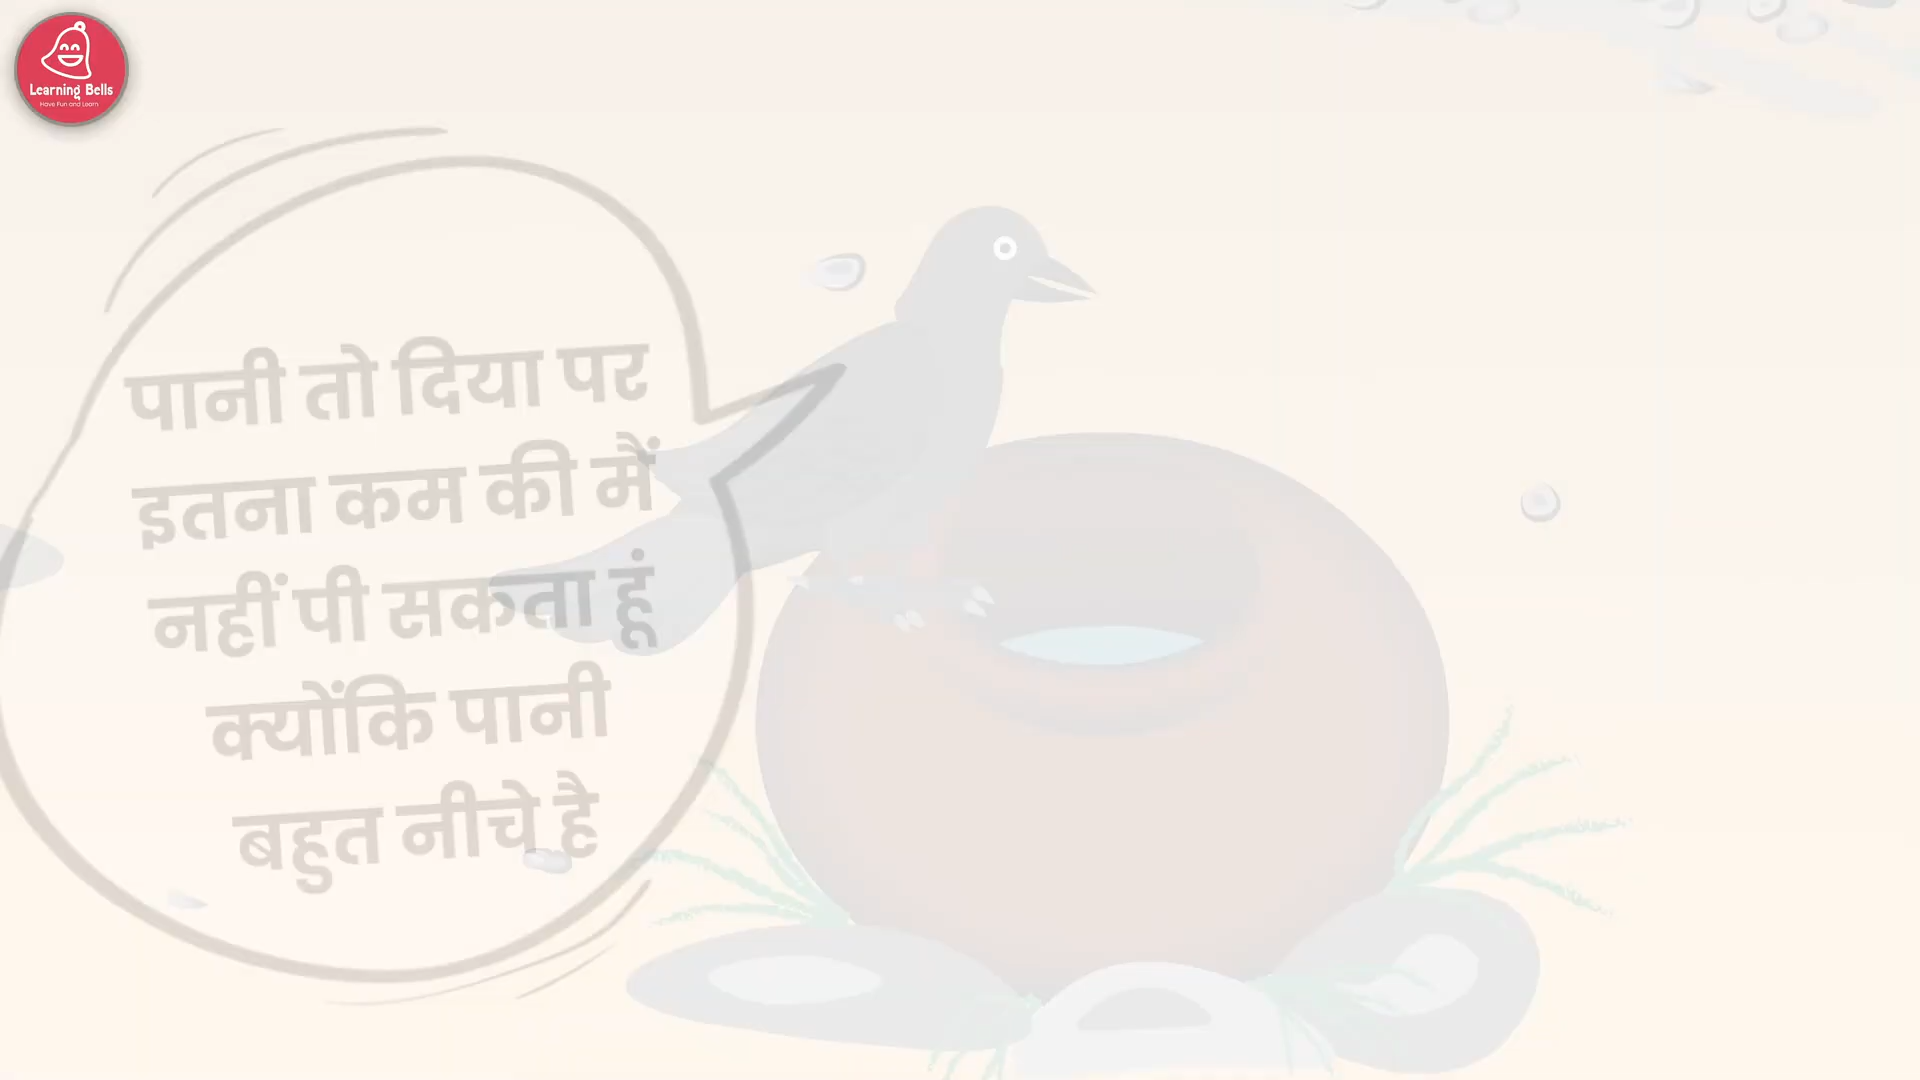 Learning Bells
Have Fun and Learn
पानी तो दिया पर
इतना कम की मैं
नहीं पी सकता हूं
क्योंकि पानी
बहुत नीचे है